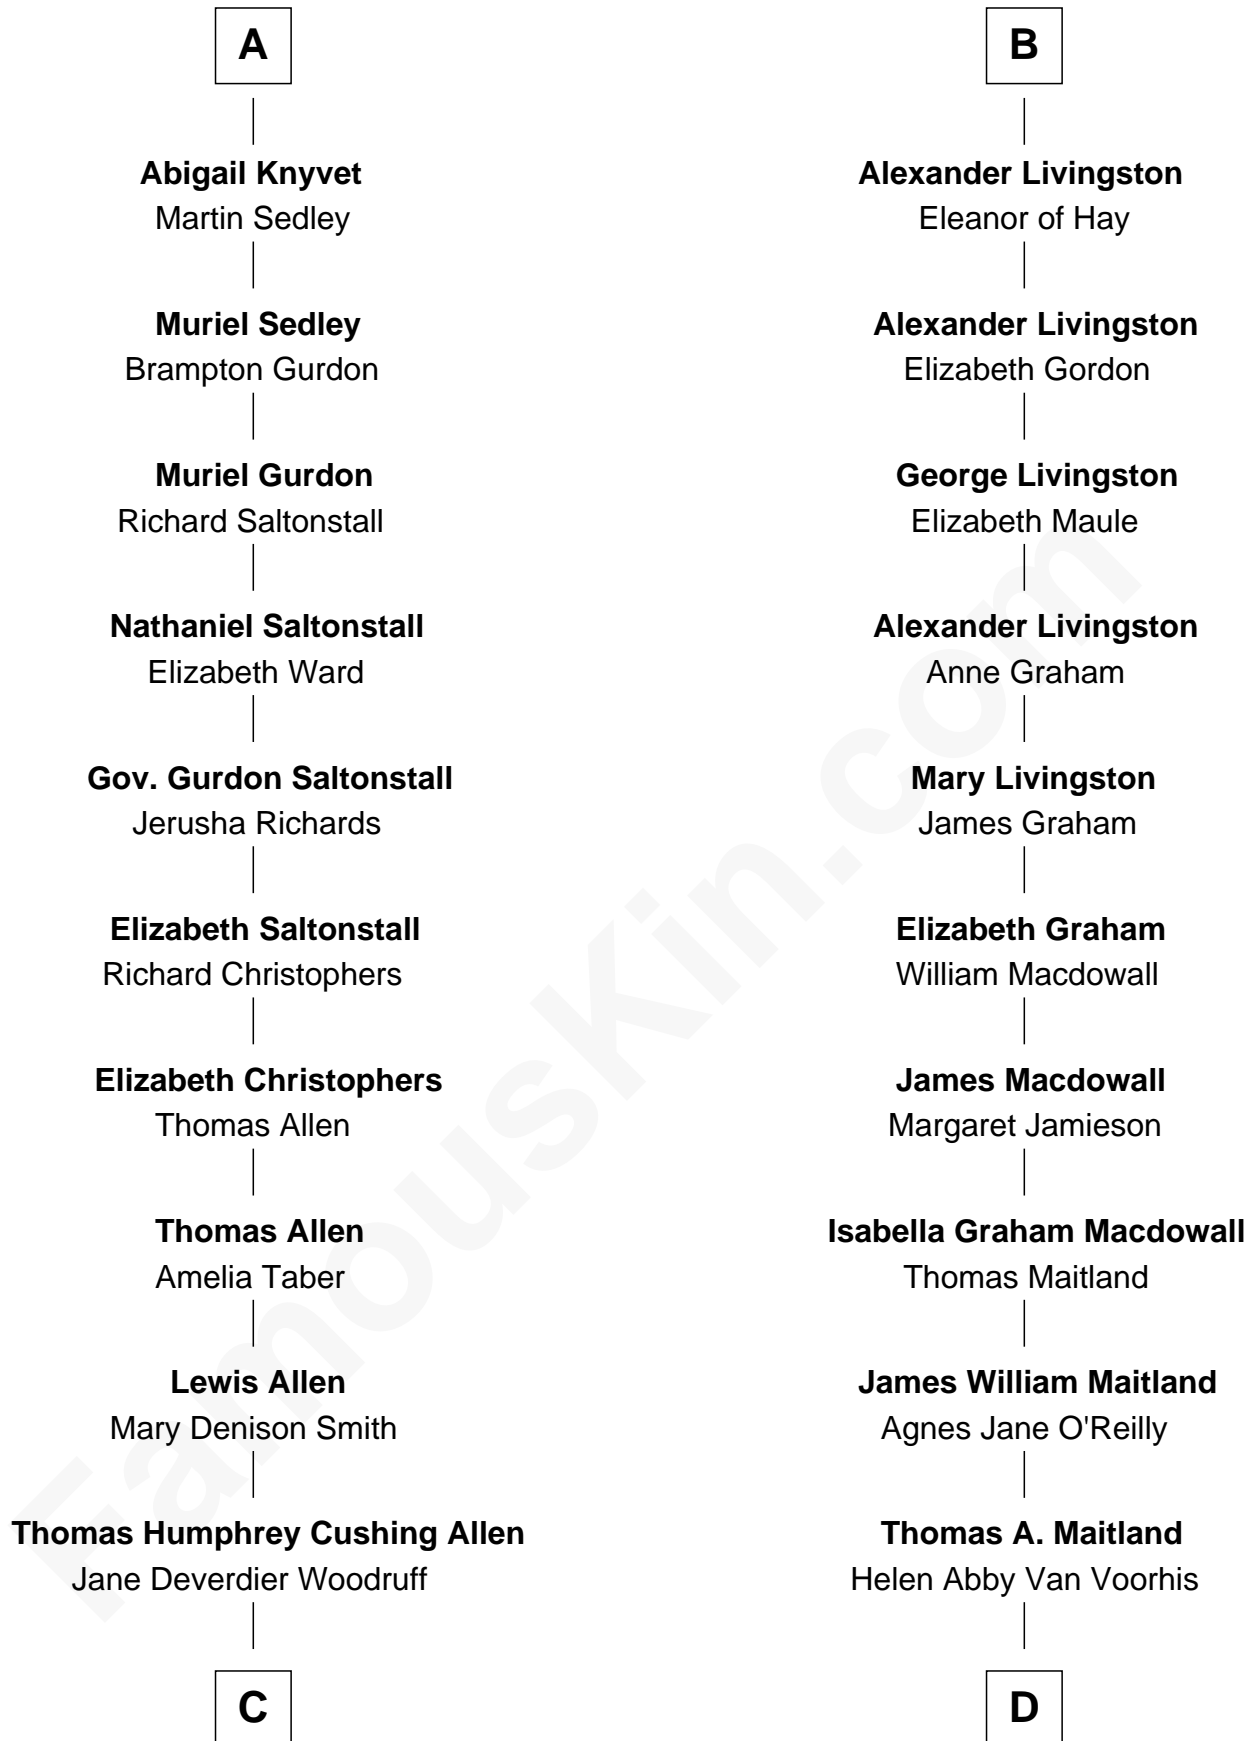 A
Abigail Knyvet
Martin Sedley
Muriel Sedley
Brampton Gurdon
Muriel Gurdon
Richard Saltonstall
Nathaniel Saltonstall
Elizabeth Ward
Gov. Gurdon Saltonstall
Jerusha Richards
Elizabeth Saltonstall
Richard Christophers
Elizabeth Christophers
Thomas Allen
Thomas Allen
Amelia Taber
Lewis Allen
Mary Denison Smith
Thomas Humphrey Cushing Allen
Jane Deverdier Woodruff
C
B
Alexander Livingston
Eleanor of Hay
Alexander Livingston
Elizabeth Gordon
George Livingston
Elizabeth Maule
Alexander Livingston
Anne Graham
Mary Livingston
James Graham
Elizabeth Graham
William Macdowall
James Macdowall
Margaret Jamieson
Isabella Graham Macdowall
Thomas Maitland
James William Maitland
Agnes Jane O'Reilly
Thomas A. Maitland
Helen Abby Van Voorhis
D
FamousKin.com